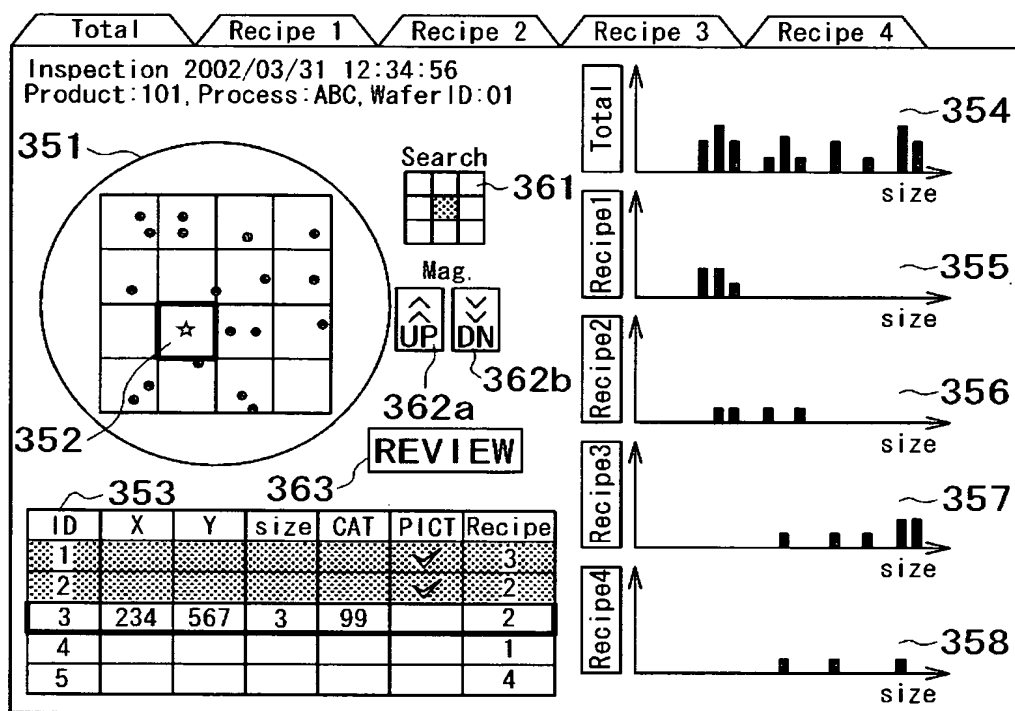 Total Recipe 1 Recipe 2 Recipe 3 Recipe 4
Inspection 2002/03/31 12:34:56
Product:101, Process:ABC, WaferID:01
351
352
Search
361
Mag.
UP DN
362a
362b
REVIEW
363
353
ID X Y size CAT PICT Recipe
1 3
2 2
3 234 567 3 99 2
4 1
5 4
Total
354
size
Recipe1
355
size
Recipe2
356
size
Recipe3
357
size
Recipe4
358
size